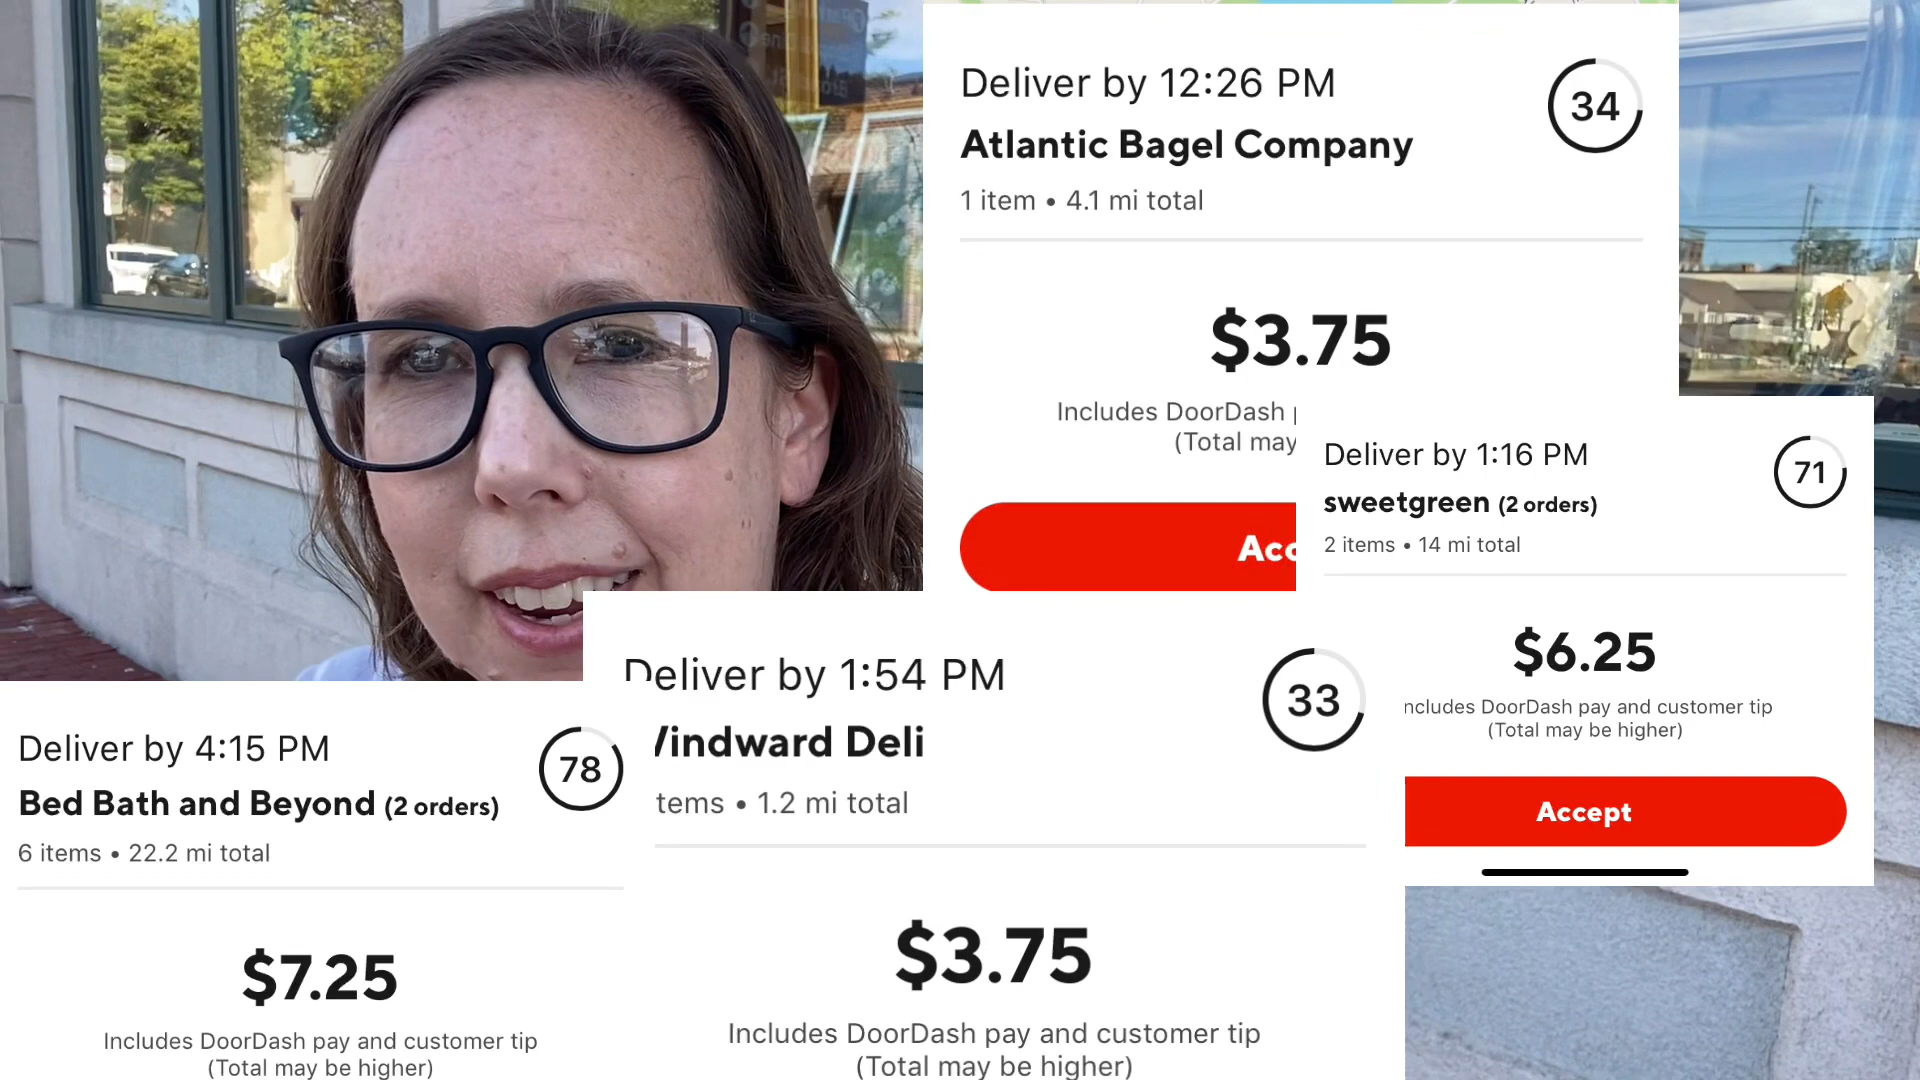 Deliver by 12:26 PM
34
Atlantic Bagel Company
1 item • 4.1 mi total
$3.75
Includes DoorDash
(Total may
Deliver by 1:16 PM
71
sweetgreen (2 orders)
2 items • 14 mi total
$6.25
ncludes DoorDash pay and customer tip
(Total may be higher)
Accept
Deliver by 1:54 PM
33
indward Deli
tems • 1.2 mi total
$3.75
Includes DoorDash pay and customer tip
(Total may be higher)
Deliver by 4:15 PM
78
Bed Bath and Beyond (2 orders)
6 items • 22.2 mi total
$7.25
Includes DoorDash pay and customer tip
(Total may be higher)